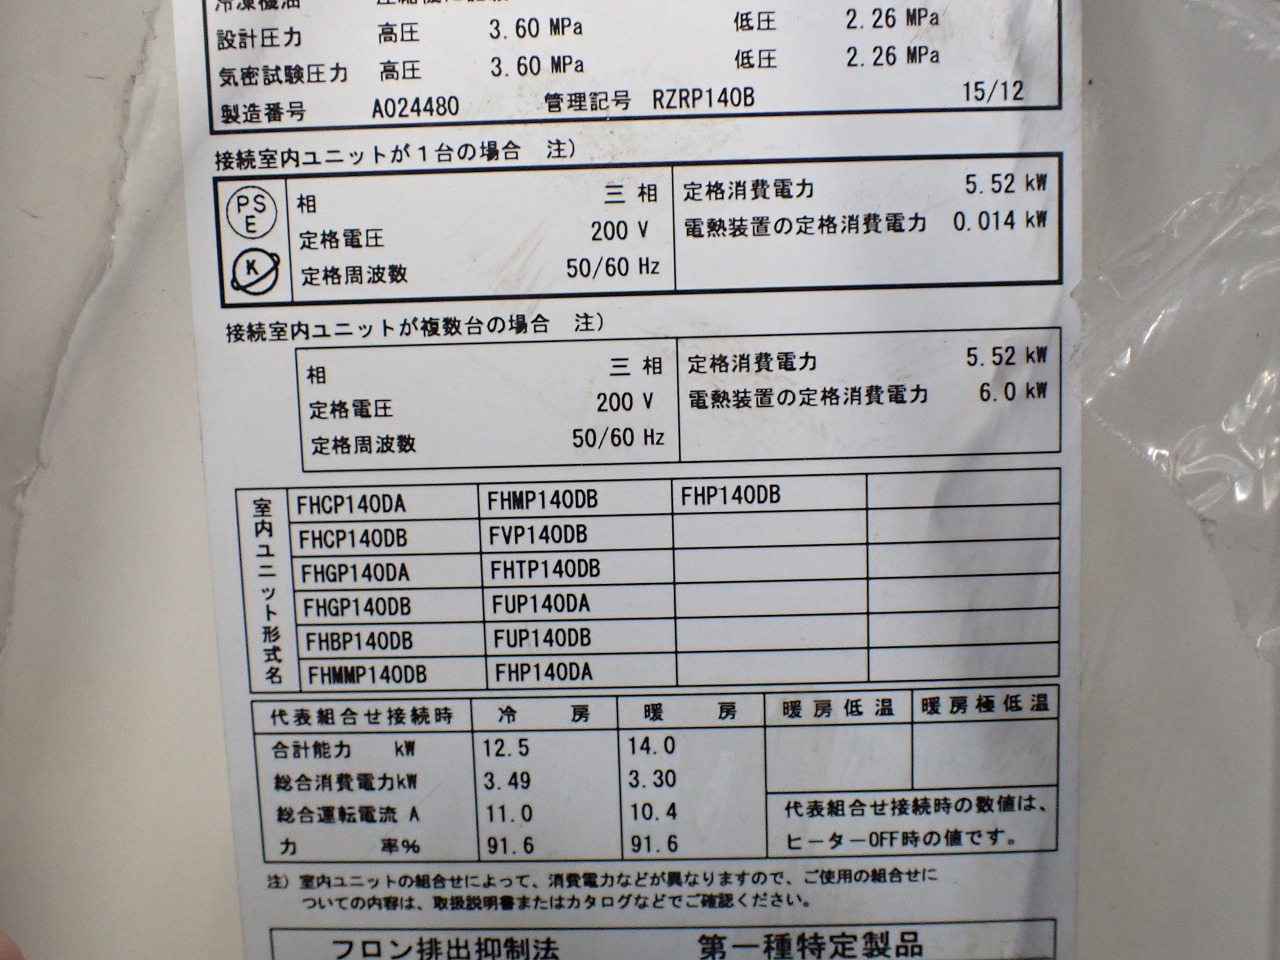 冷凍機油
設計圧力 高圧 3.60 MPa 低圧 2.26 MPa
気密試験圧力 高圧 3.60 MPa 低圧 2.26 MPa
製造番号 A024480 管理記号 RZRP140B 15/12
接続室内ユニットが1台の場合 注)
PS
E
K
相 三相
定格電圧 200 V
定格周波数 50/60 Hz
定格消費電力 5.52 kW
電熱装置の定格消費電力 0.014 kW
接続室内ユニットが複数台の場合 注)
相 三相
定格電圧 200 V
定格周波数 50/60 Hz
定格消費電力 5.52 kW
電熱装置の定格消費電力 6.0 kW
室内ユニット形式名
FHCP140DA FHMP140DB FHP140DB
FHCP140DB FVP140DB
FHGP140DA FHTP140DB
FHGP140DB FUP140DA
FHBP140DB FUP140DB
FHMMP140DB FHP140DA
代表組合せ接続時 冷房 暖房 暖房低温 暖房極低温
合計能力 kW 12.5 14.0
総合消費電力kW 3.49 3.30
総合運転電流 A 11.0 10.4
力率% 91.6 91.6
代表組合せ接続時の数値は、
ヒーターOFF時の値です。
注) 室内ユニットの組合せによって、消費電力などが異なりますので、ご使用の組合せに
ついての内容は、取扱説明書またはカタログなどでご確認ください。
フロン排出抑制法 第一種特定製品